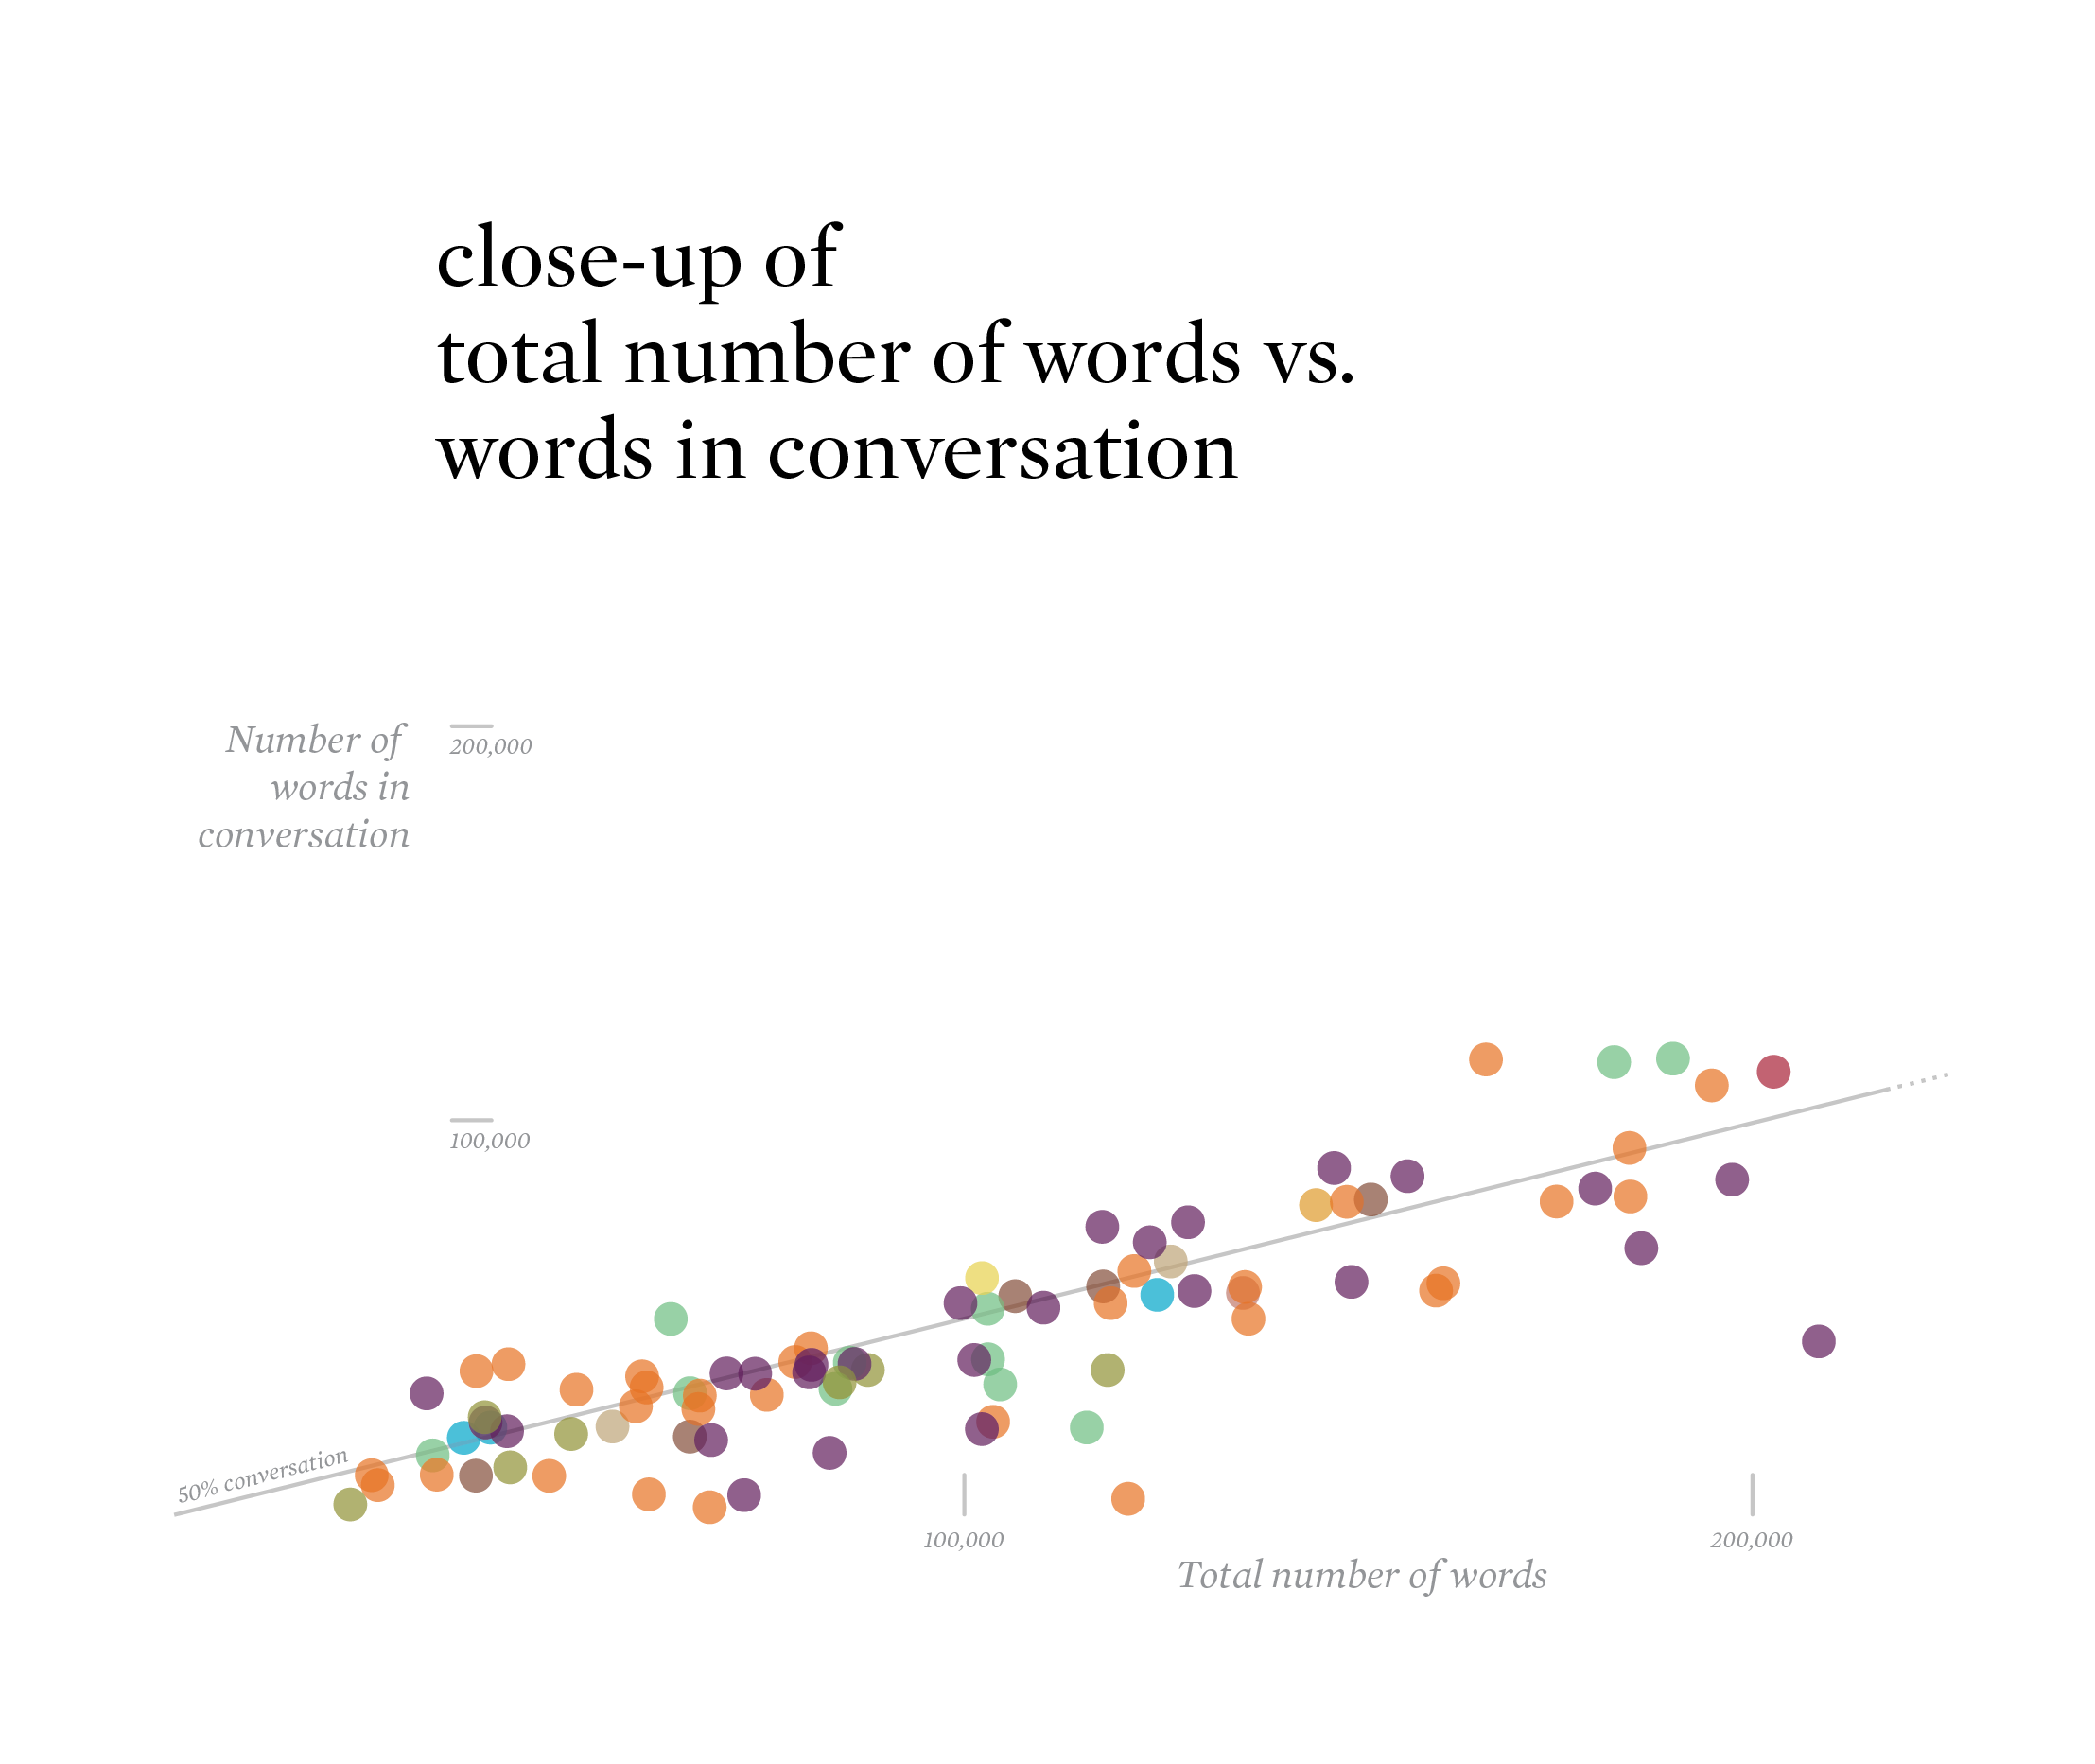 close-up of
total number of words vs.
words in conversation
Number of
words in
conversation
200,000
100,000
50% conversation
100,000
200,000
Total number of words